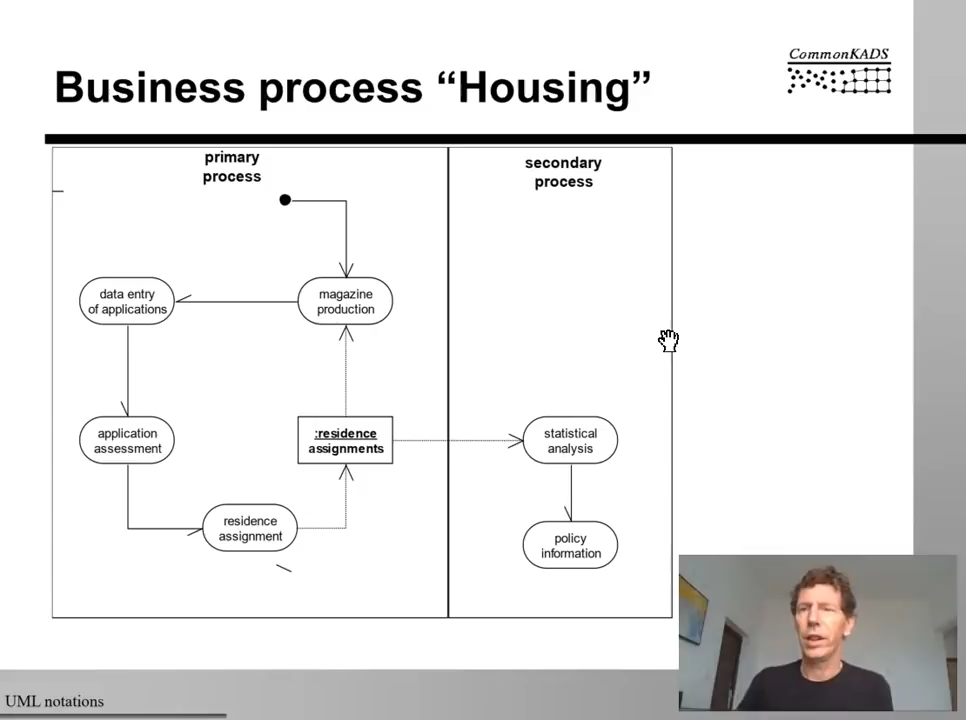 CommonKADS
Business process “Housing”
primary
process
secondary
process
data entry
of applications
magazine
production
application
assessment
:residence
assignments
statistical
analysis
residence
assignment
policy
information
UML notations